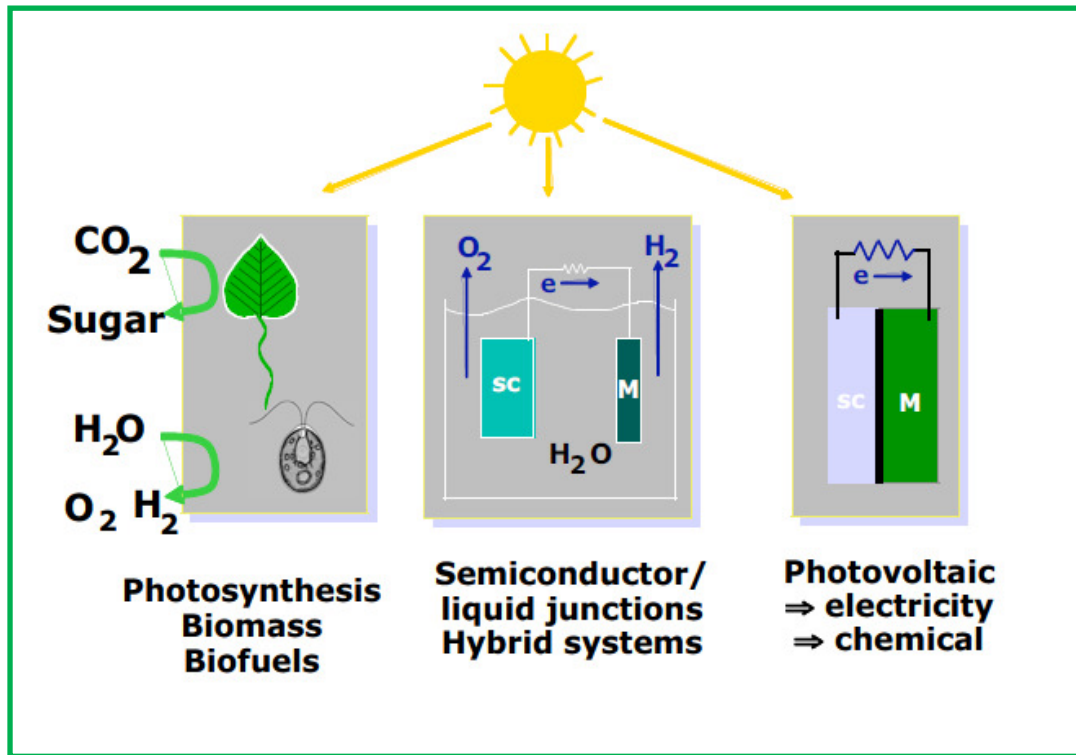 CO₂
Sugar
H₂O
O₂ H₂
Photosynthesis
Biomass
Biofuels
O₂
H₂
e
SC
M
H₂O
Semiconductor/
liquid junctions
Hybrid systems
e
SC
M
Photovoltaic
⇒ electricity
⇒ chemical